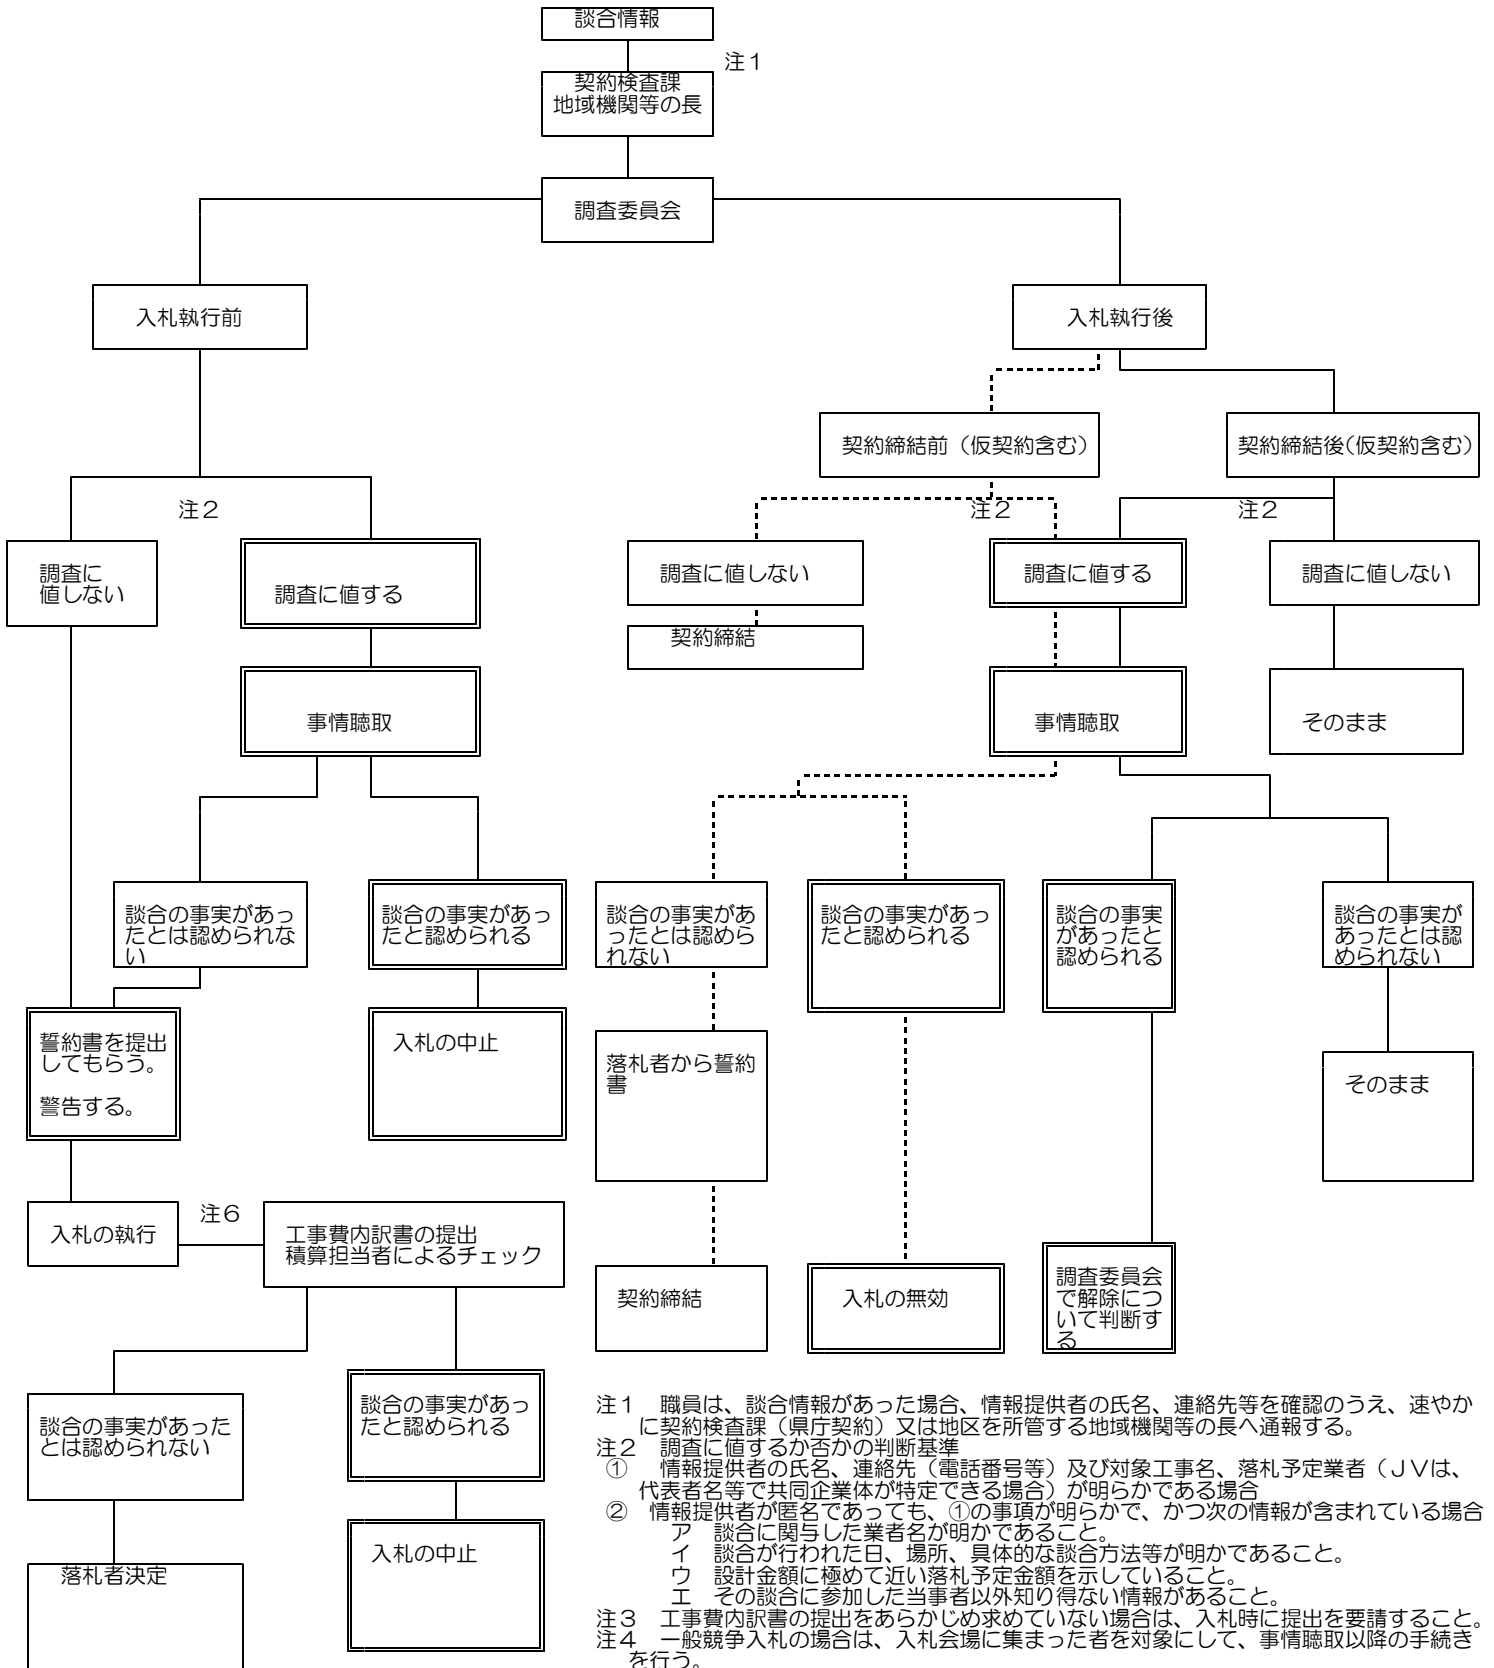 談合情報
注１
契約検査課
地域機関等の長
調査委員会
入札執行前
入札執行後
契約締結前（仮契約含む）
契約締結後（仮契約含む）
注２
注２
注２
調査に
値しない
調査に値する
調査に値しない
調査に値する
調査に値しない
契約締結
事情聴取
事情聴取
そのまま
談合の事実があっ
たとは認められな
い
談合の事実があっ
たと認められる
談合の事実があ
ったとは認めら
れない
談合の事実があっ
たと認められる
談合の事実
があったと
認められる
談合の事実が
あったとは認
められない
誓約書を提出
してもらう。
警告する。
入札の中止
落札者から誓約
書
そのまま
入札の執行
注６
工事費内訳書の提出
積算担当者によるチェック
契約締結
入札の無効
調査委員会
で解除につ
いて判断す
る
談合の事実があった
とは認められない
談合の事実があっ
たと認められる
落札者決定
入札の中止
注１　職員は、談合情報があった場合、情報提供者の氏名、連絡先等を確認のうえ、速やか
に契約検査課（県庁契約）又は地区を所管する地域機関等の長へ通報する。
注２　調査に値するか否かの判断基準
①　情報提供者の氏名、連絡先（電話番号等）及び対象工事名、落札予定業者（ＪＶは、
代表者名等で共同企業体が特定できる場合）が明らかである場合
②　情報提供者が匿名であっても、①の事項が明らかで、かつ次の情報が含まれている場合
ア　談合に関与した業者名が明かであること。
イ　談合が行われた日、場所、具体的な談合方法等が明かであること。
ウ　設計金額に極めて近い落札予定金額を示していること。
エ　その談合に参加した当事者以外知り得ない情報があること。
注３　工事費内訳書の提出をあらかじめ求めていない場合は、入札時に提出を要請すること。
注４　一般競争入札の場合は、入札会場に集まった者を対象にして、事情聴取以降の手続き
を行う。